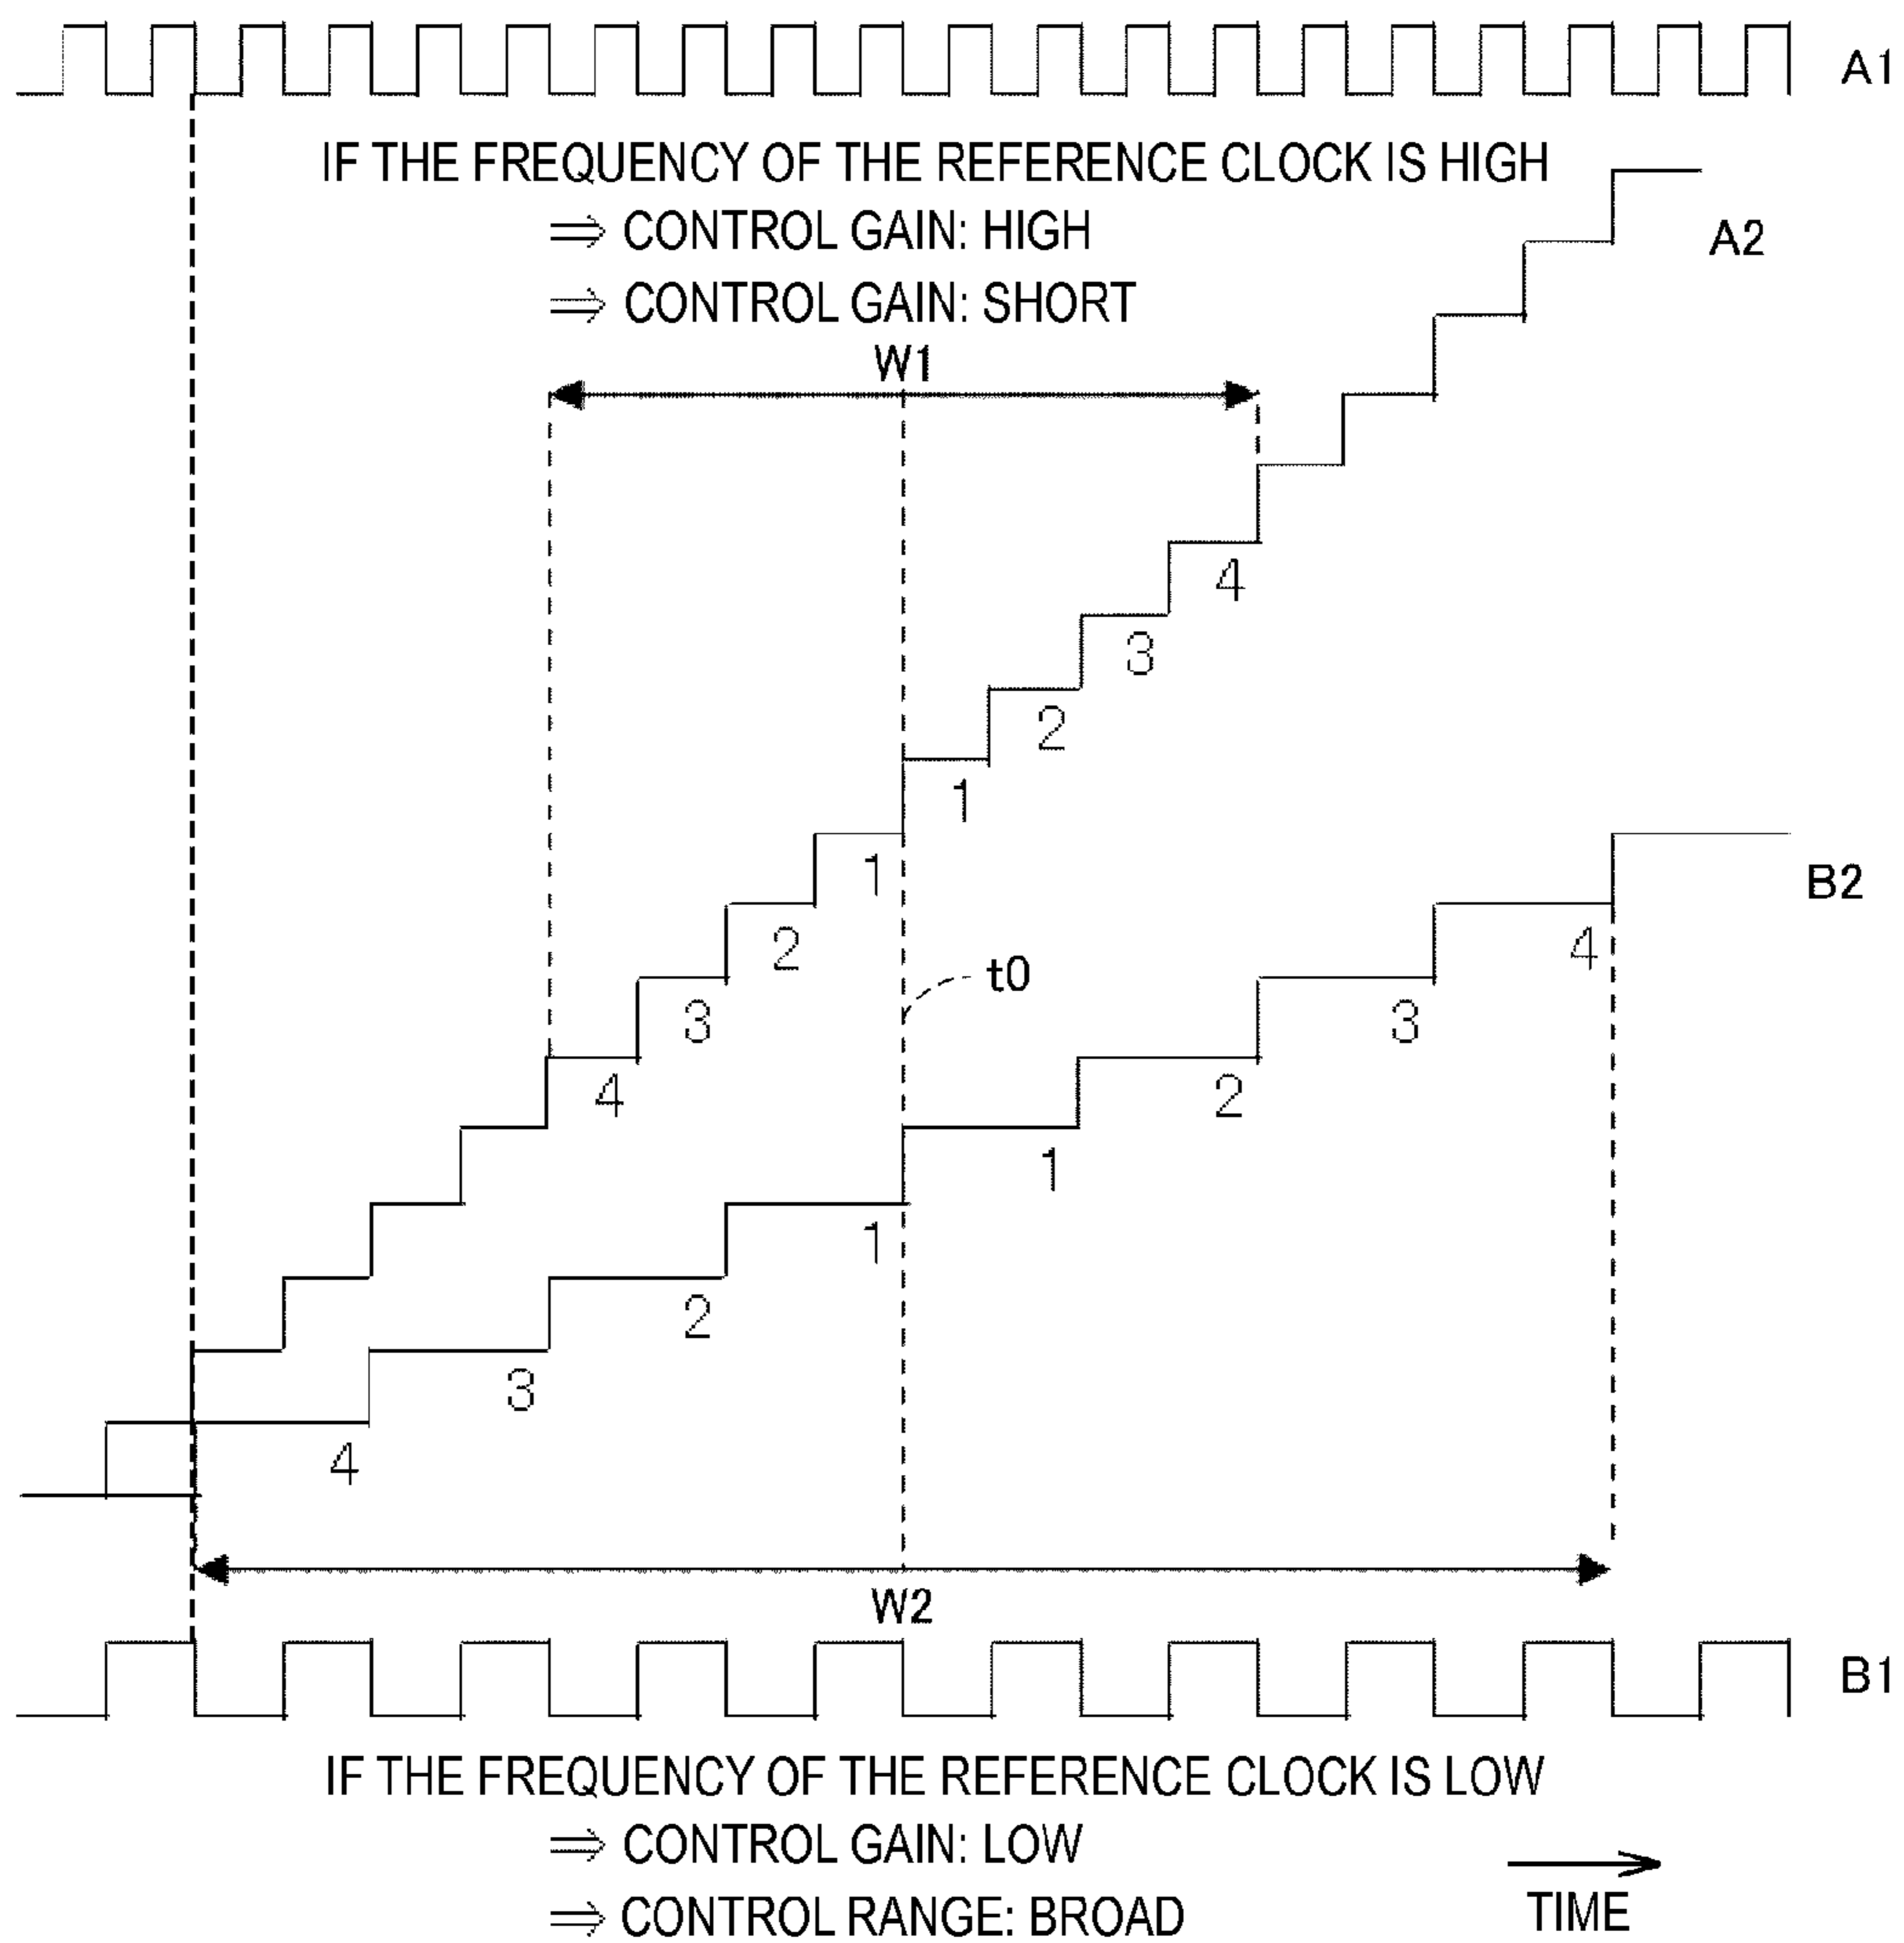 A1
IF THE FREQUENCY OF THE REFERENCE CLOCK IS HIGH
⇒ CONTROL GAIN: HIGH
A2
⇒ CONTROL GAIN: SHORT
W1
4
3
2
1
1
B2
2
4
t0
3
3
4
2
1
1
2
3
4
W2
B1
IF THE FREQUENCY OF THE REFERENCE CLOCK IS LOW
⇒ CONTROL GAIN: LOW
⇒ CONTROL RANGE: BROAD
TIME